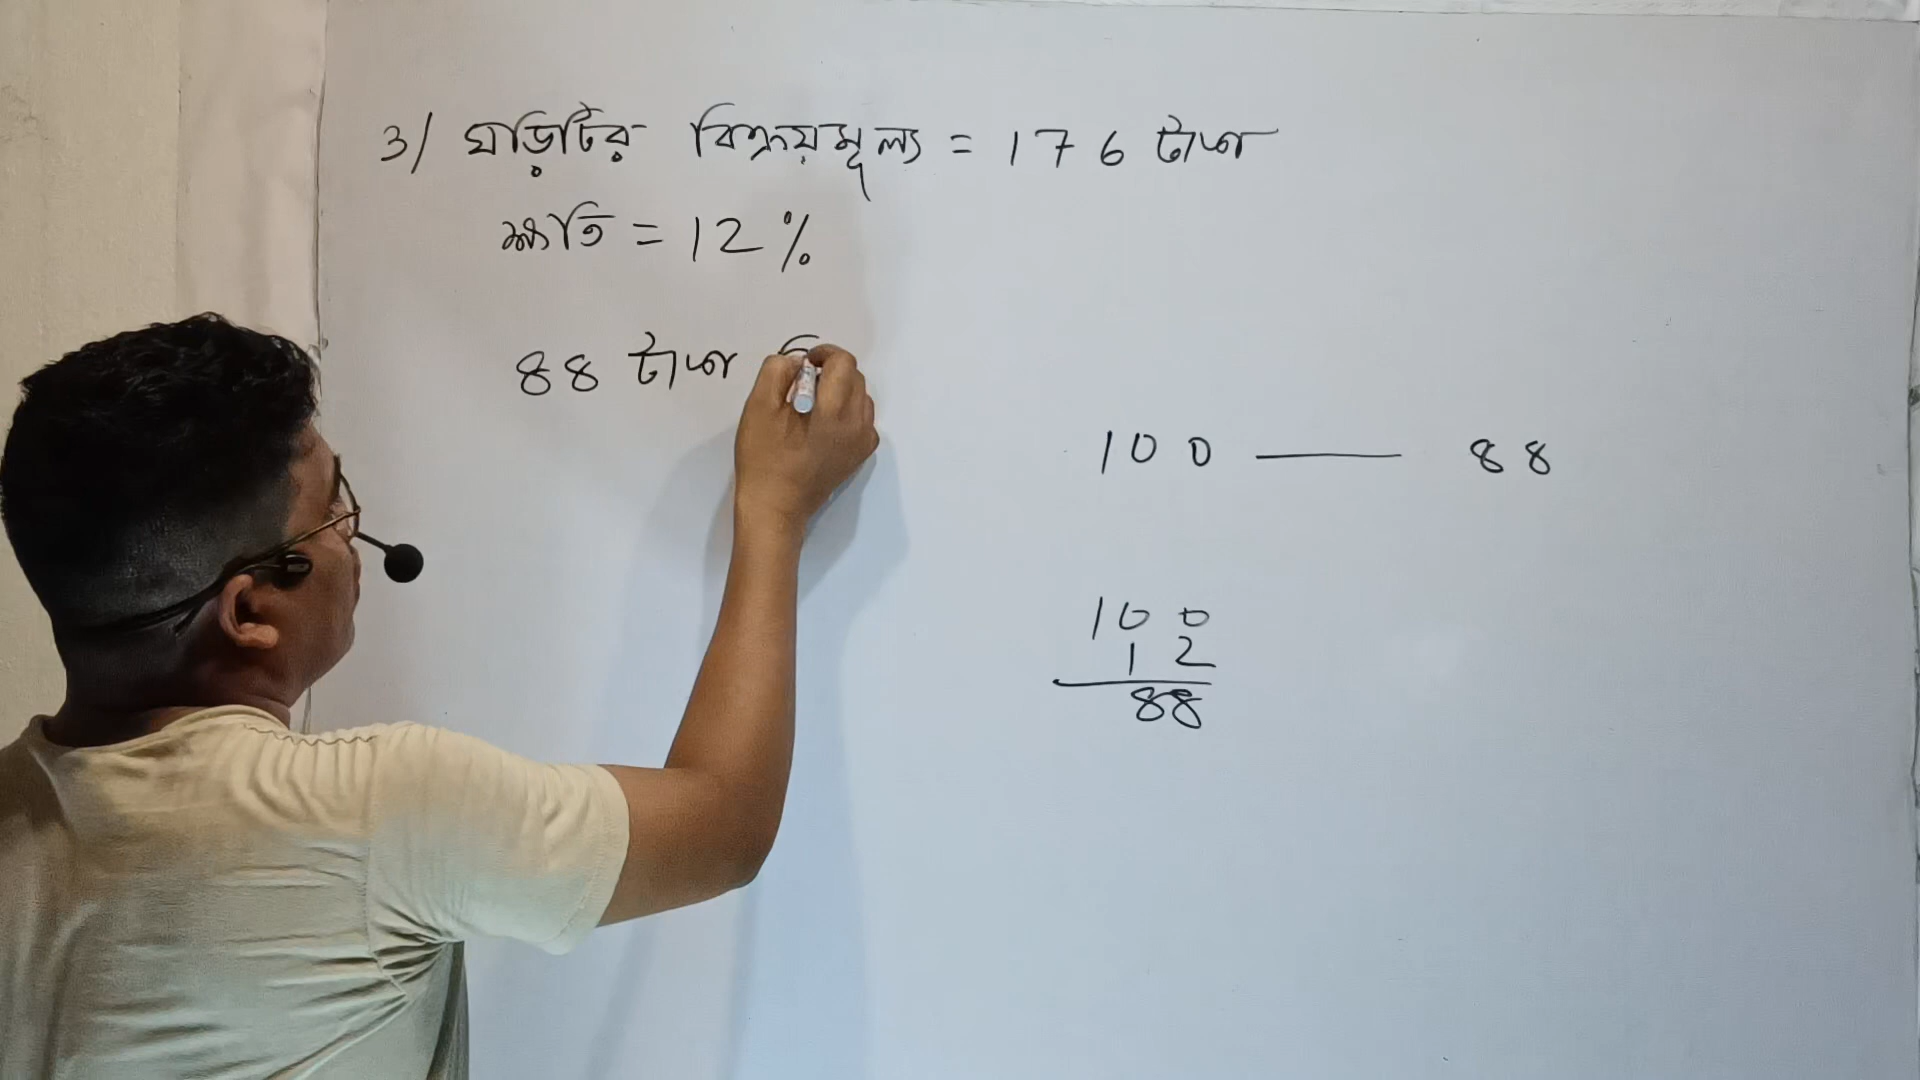 3/ ঘড়িটির বিক্রয়মূল্য = 176 টাকা
ক্ষতি = 12 %
88 টাকা
100 —— 88
100
12
88